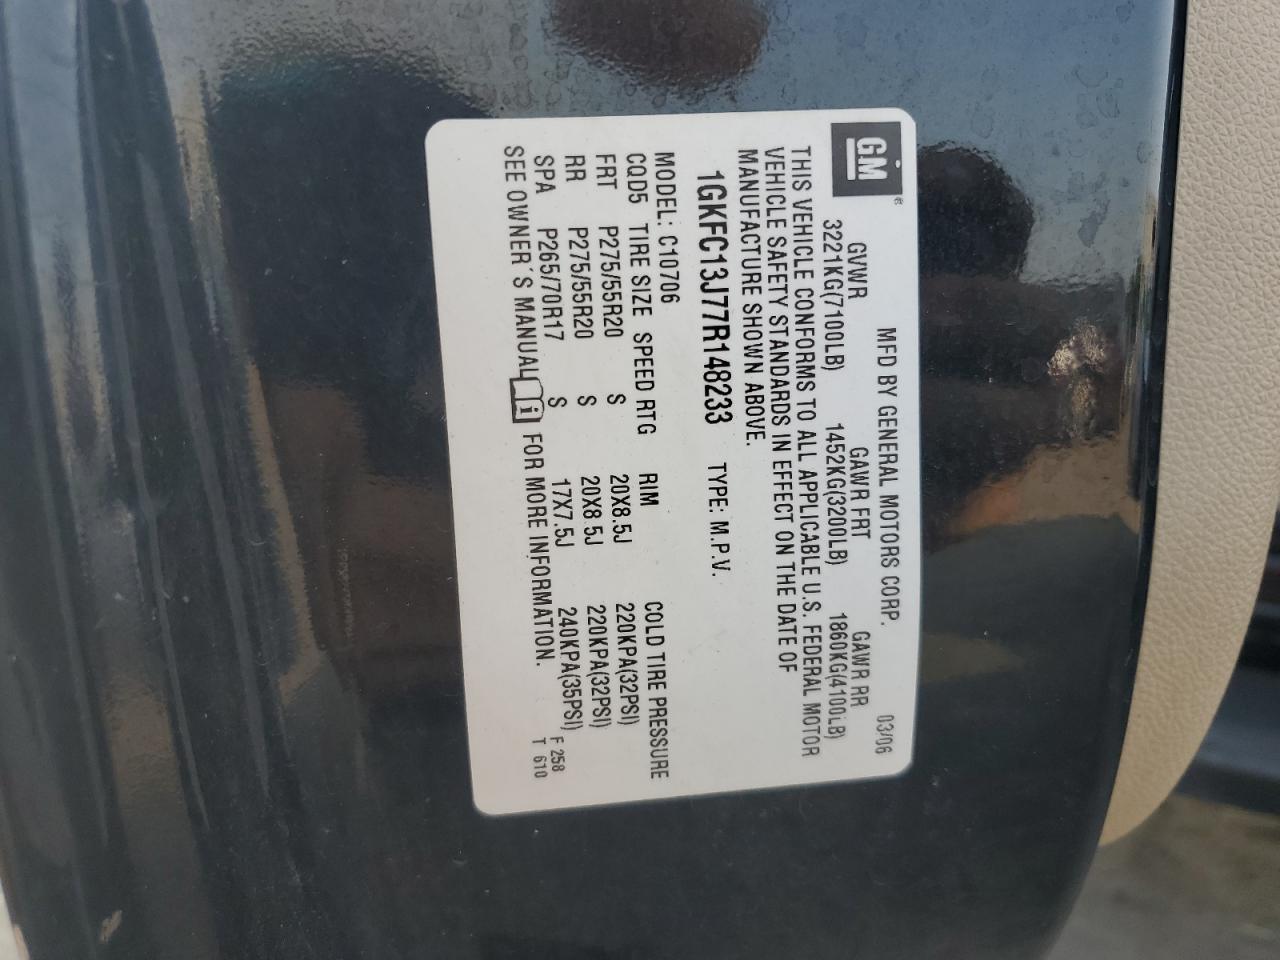 GM®
MFD BY GENERAL MOTORS CORP. 03/06
GVWR GAWR FRT GAWR RR
3221KG(7100LB) 1452KG(3200LB) 1860KG(4100LB)
THIS VEHICLE CONFORMS TO ALL APPLICABLE U.S. FEDERAL MOTOR
VEHICLE SAFETY STANDARDS IN EFFECT ON THE DATE OF
MANUFACTURE SHOWN ABOVE.
1GKFC13J77R148233 TYPE: M.P.V.
MODEL: C10706
CQD5 TIRE SIZE SPEED RTG RIM COLD TIRE PRESSURE
FRT P275/55R20 S 20X8.5J 220KPA(32PSI)
RR P275/55R20 S 20X8.5J 220KPA(32PSI)
SPA P265/70R17 S 17X7.5J 240KPA(35PSI)
SEE OWNER'S MANUAL i FOR MORE INFORMATION.
F 258
T 610